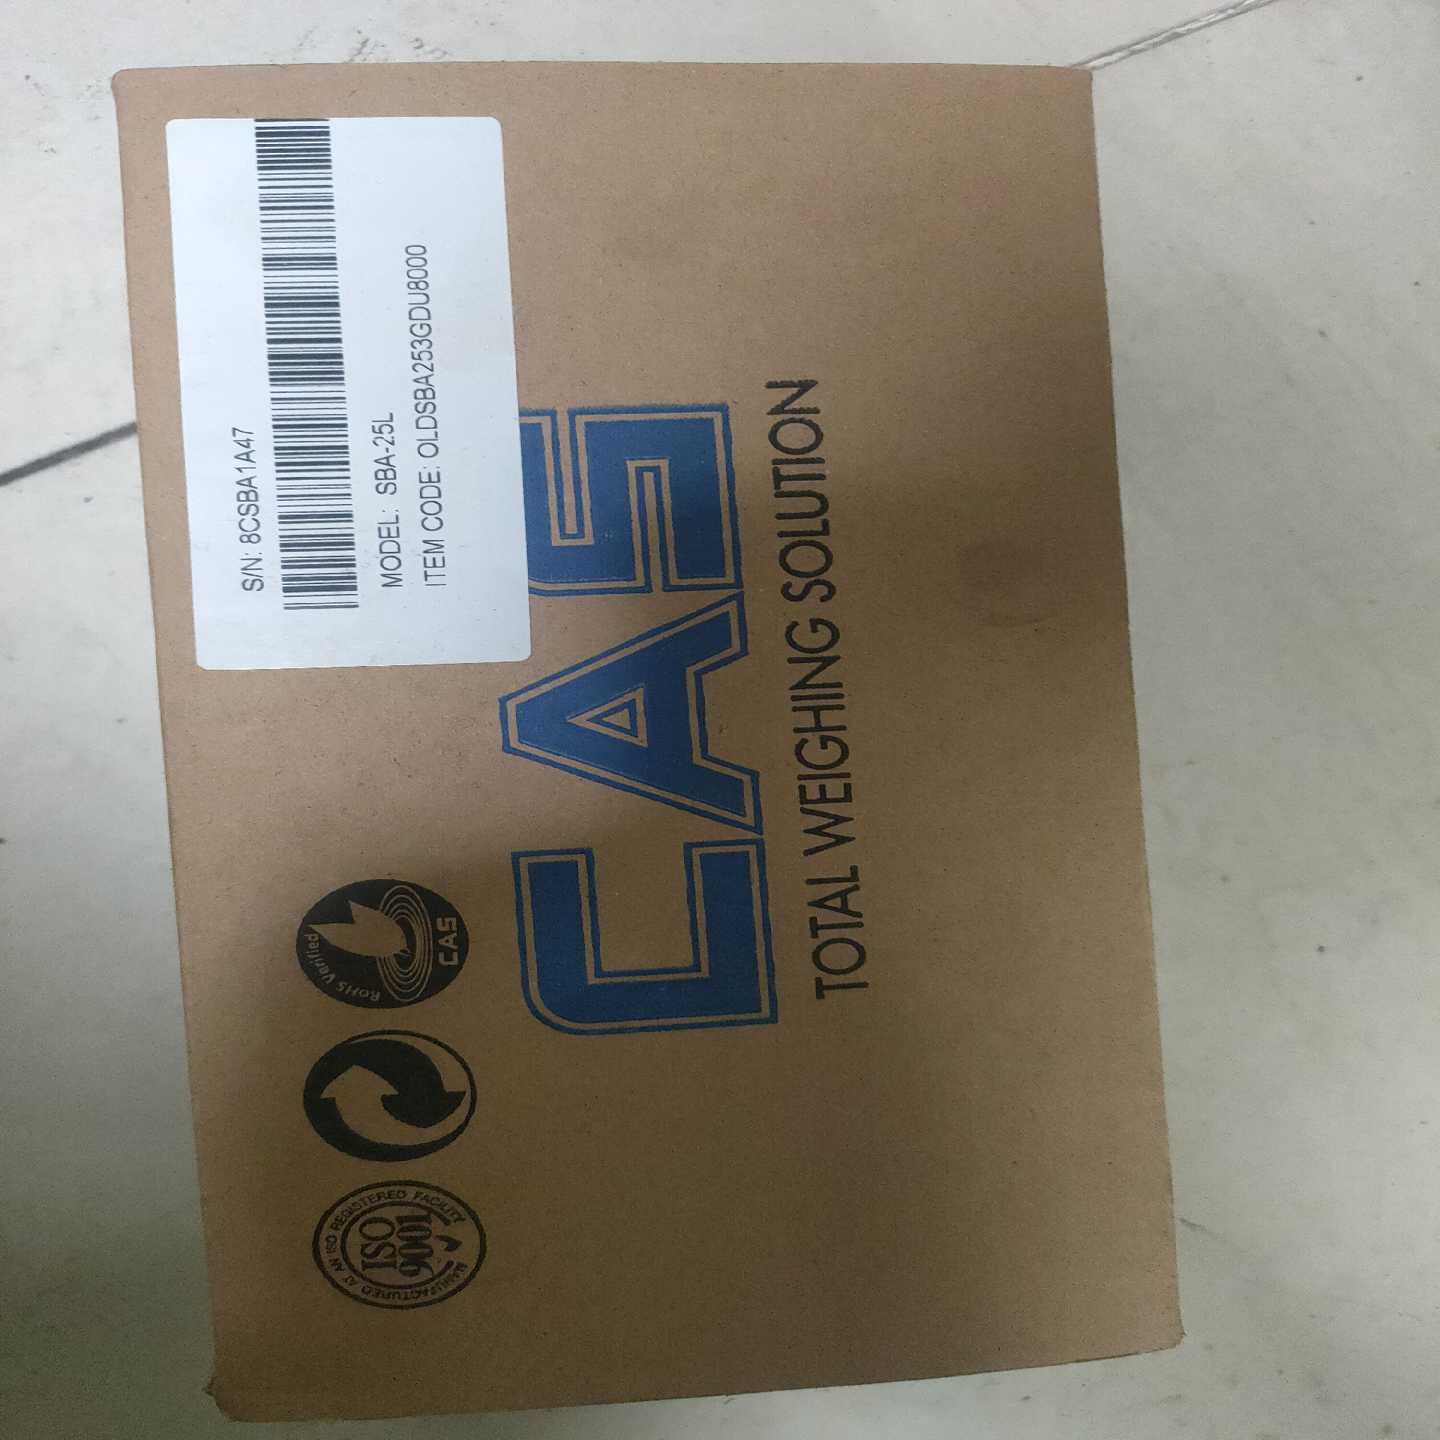 S/N: 8CSBA1A47
MODEL: SBA-25L
ITEM CODE: OLDSBA253GDU8000
MANUFACTURED AT AN ISO REGISTERED FACILITY
ISO
9001
RoHS Verified
CAS
CAS
TOTAL WEIGHING SOLUTION